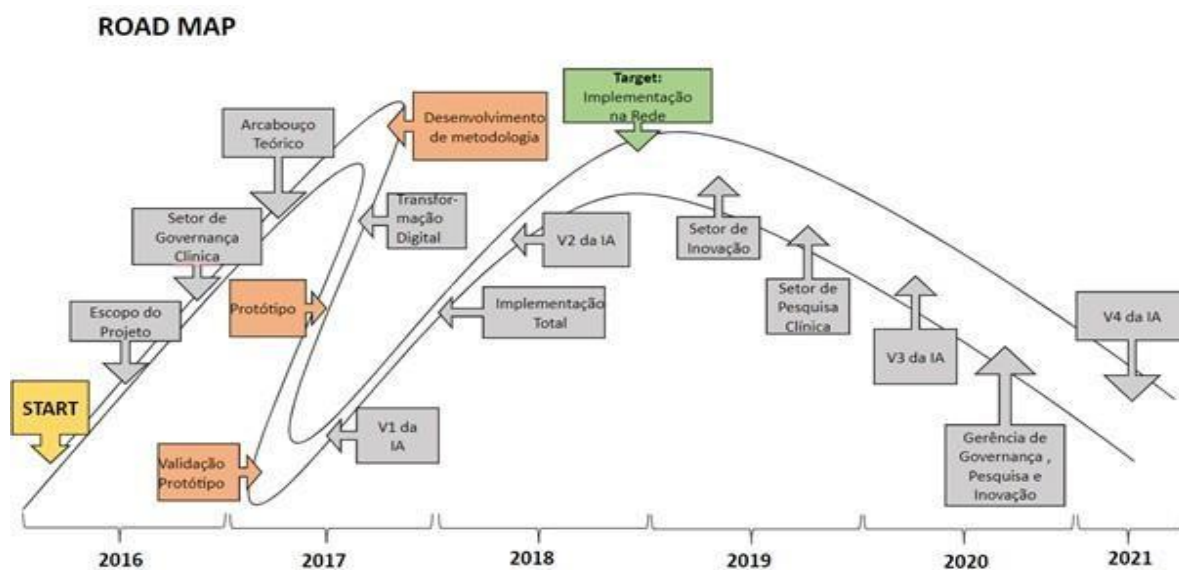 ROAD MAP
START
Escopo do
Projeto
Setor de
Governança
Clinica
Arcabouço
Teórico
Desenvolvimento
de metodologia
Transfor-
mação
Digital
Protótipo
Validação
Protótipo
V1 da
IA
Implementação
Total
V2 da IA
Target:
Implementação
na Rede
Setor de
Inovação
Setor de
Pesquisa
Clínica
V3 da IA
Gerência de
Governança ,
Pesquisa e
Inovação
V4 da IA
2016
2017
2018
2019
2020
2021